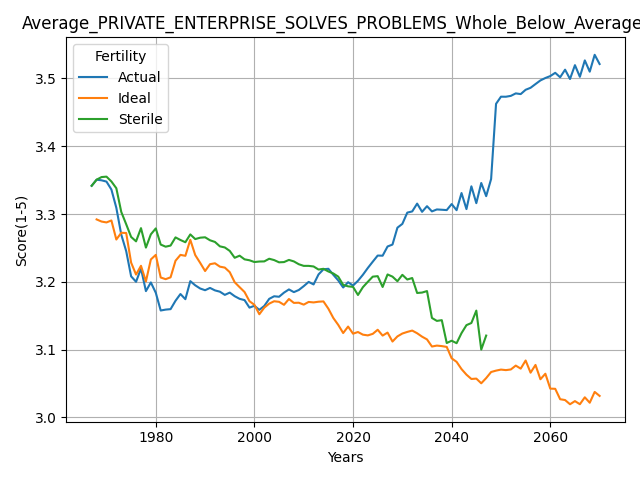 Average_PRIVATE_ENTERPRISE_SOLVES_PROBLEMS_Whole_Below_Average
Fertility
Actual
Ideal
Sterile
Score(1-5)
3.5
3.4
3.3
3.2
3.1
3.0
1980 2000 2020 2040 2060
Years